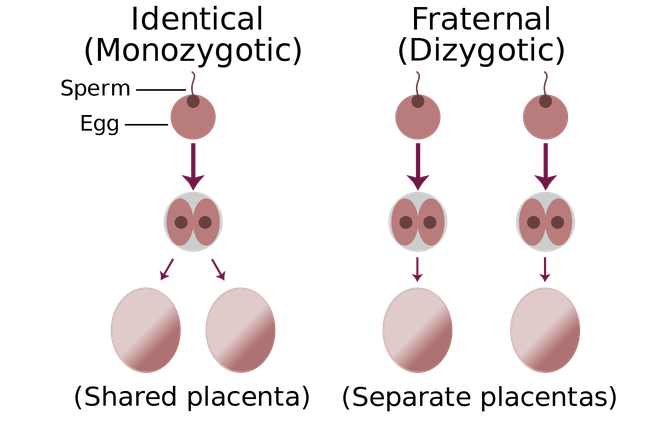 Identical
(Monozygotic)
Fraternal
(Dizygotic)
Sperm
Egg
(Shared placenta)
(Separate placentas)